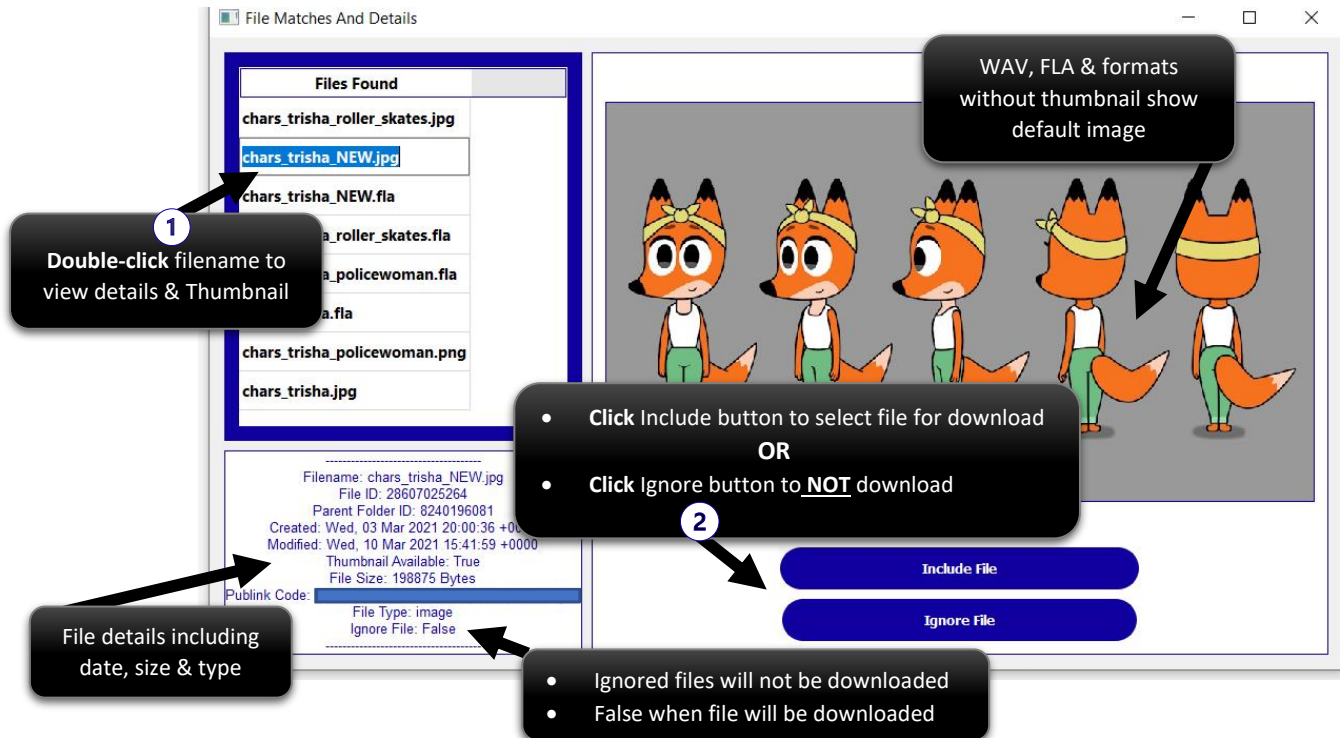 File Matches And Details
Files Found
chars_trisha_roller_skates.jpg
chars_trisha_NEW.jpg
chars_trisha_NEW.fla
a_roller_skates.fla
a_policewoman.fla
a.fla
chars_trisha_policewoman.png
chars_trisha.jpg
1
Double-click filename to
view details & Thumbnail
WAV, FLA & formats
without thumbnail show
default image
• Click Include button to select file for download
OR
• Click Ignore button to NOT download
2
Include File
Ignore File
--------------------------------------
Filename: chars_trisha_NEW.jpg
File ID: 28607025264
Parent Folder ID: 8240196081
Created: Wed, 03 Mar 2021 20:00:36
Modified: Wed, 10 Mar 2021 15:41:59 +0000
Thumbnail Available: True
File Size: 198875 Bytes
Publink Code:
File Type: image
Ignore File: False
--------------------------------------
File details including
date, size & type
• Ignored files will not be downloaded
• False when file will be downloaded